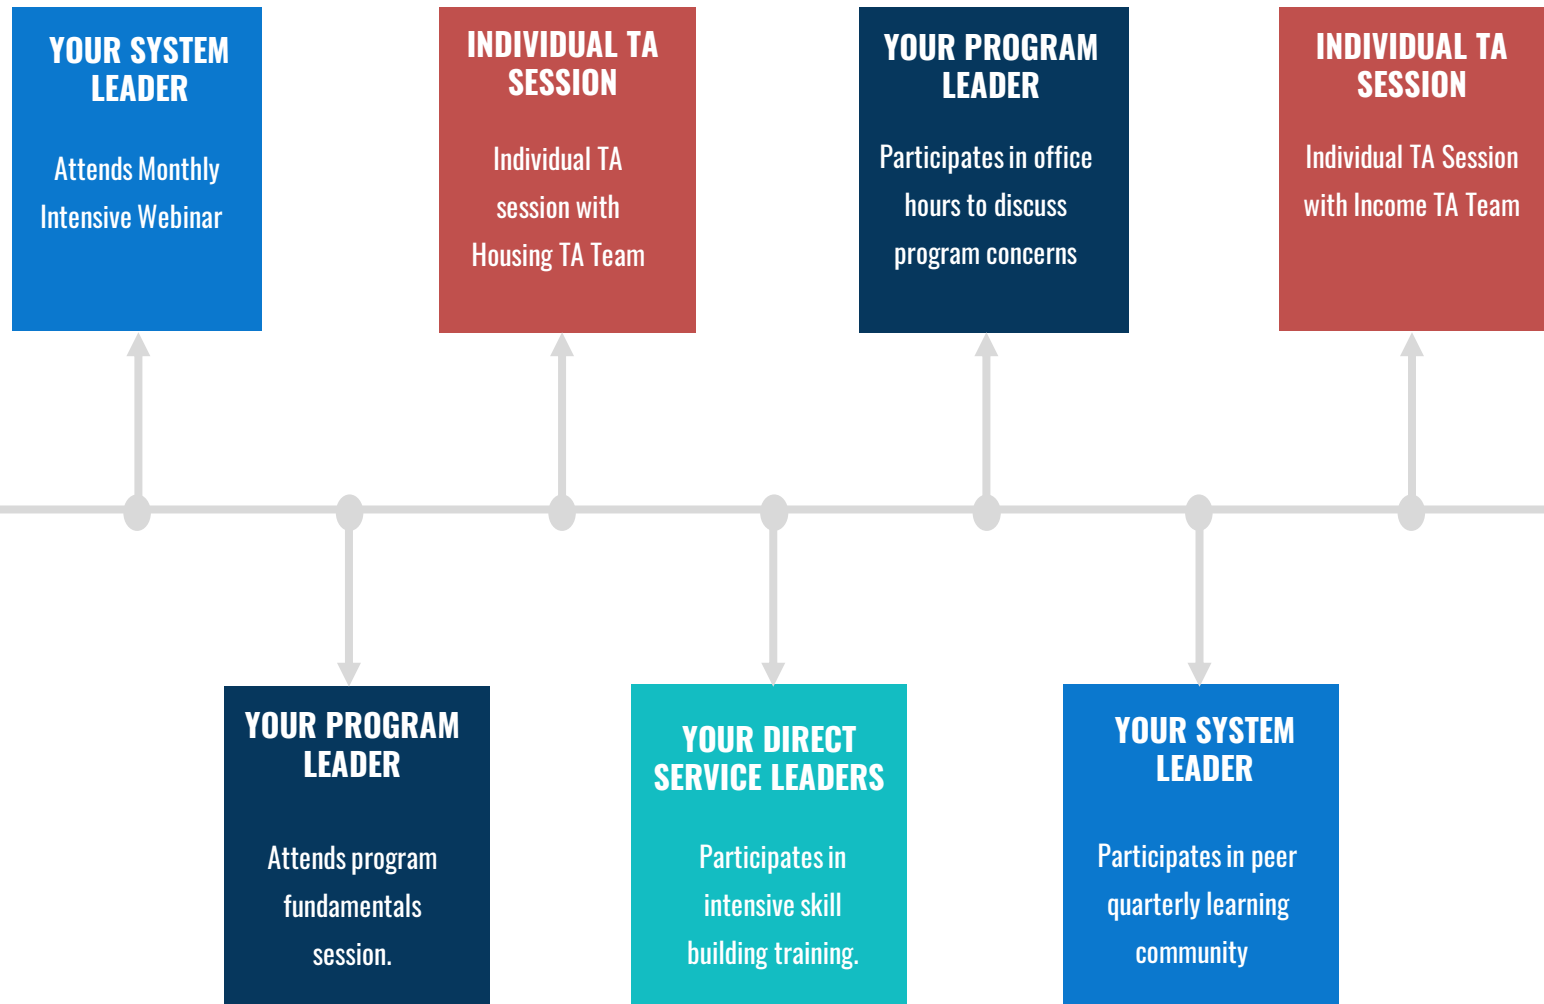 YOUR SYSTEM
LEADER
Attends Monthly
Intensive Webinar
INDIVIDUAL TA
SESSION
Individual TA
session with
Housing TA Team
YOUR PROGRAM
LEADER
Participates in office
hours to discuss
program concerns
INDIVIDUAL TA
SESSION
Individual TA Session
with Income TA Team
YOUR PROGRAM
LEADER
Attends program
fundamentals
session.
YOUR DIRECT
SERVICE LEADERS
Participates in
intensive skill
building training.
YOUR SYSTEM
LEADER
Participates in peer
quarterly learning
community